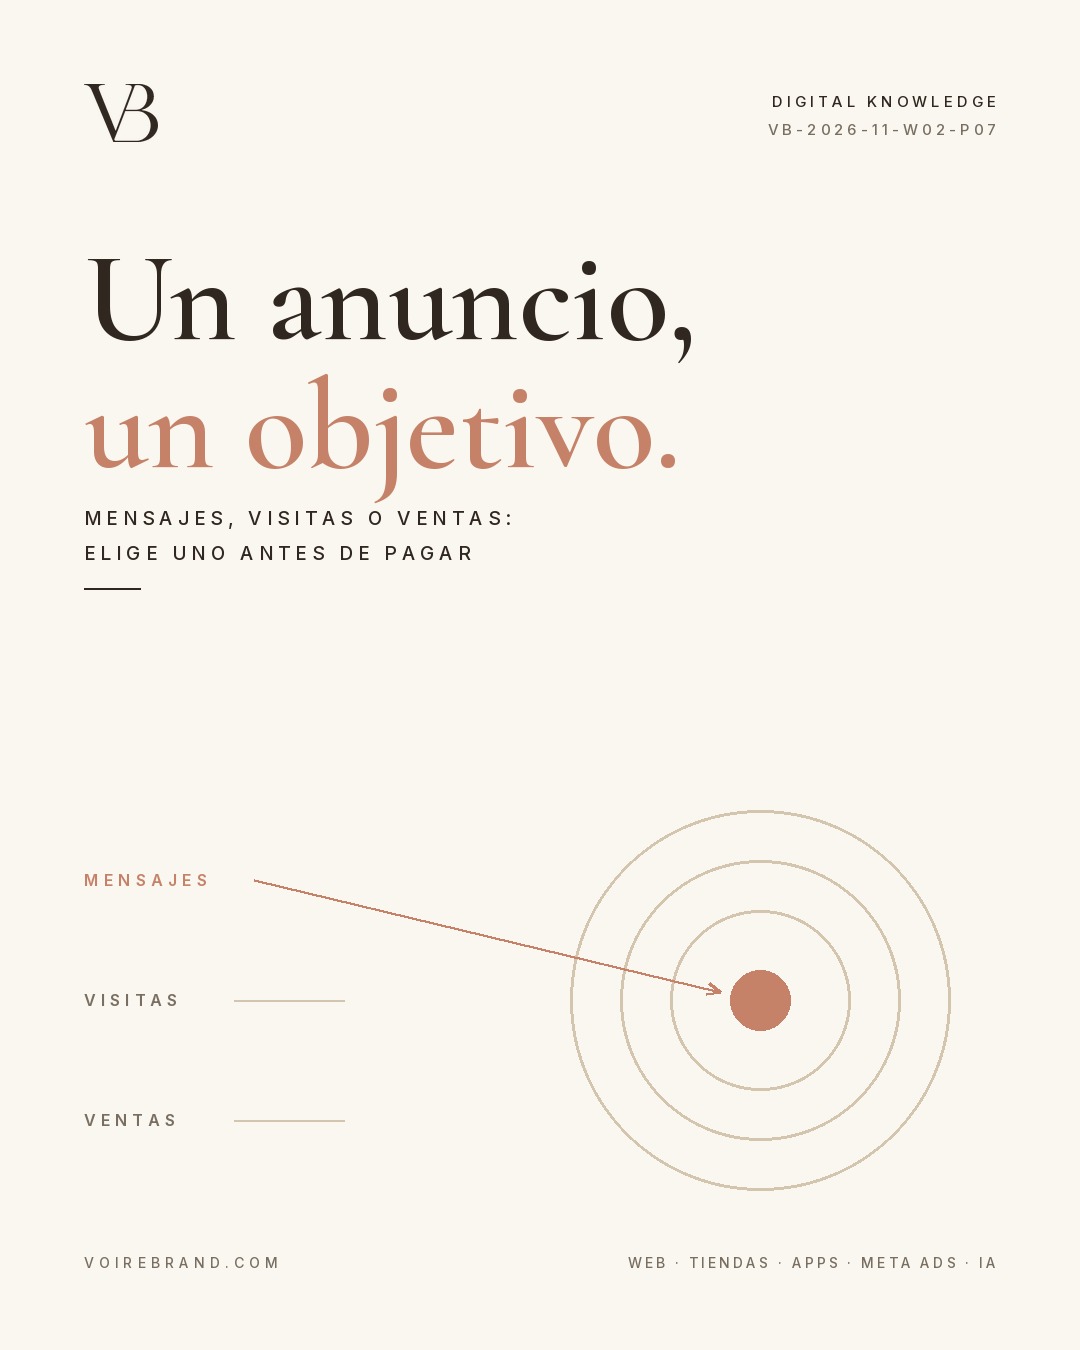 VB
DIGITAL KNOWLEDGE
VB-2026-11-W02-P07
Un anuncio,
un objetivo.
MENSAJES, VISITAS O VENTAS:
ELIGE UNO ANTES DE PAGAR
MENSAJES
VISITAS
VENTAS
VOIREBRAND.COM
WEB · TIENDAS · APPS · META ADS · IA